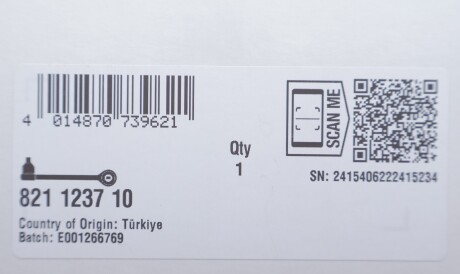 4 014870 739621
Qty
1
SCAN ME
SN: 2415406222415234
821 1237 10
Country of Origin: Türkiye
Batch: E001266769